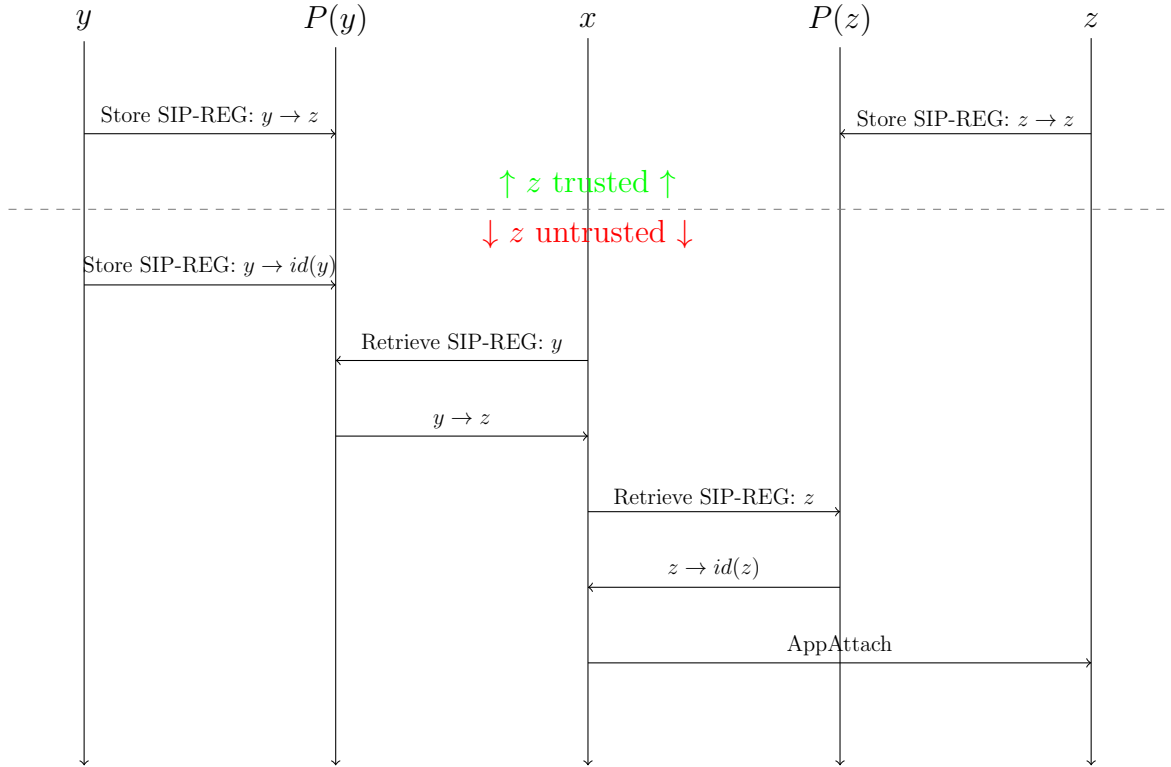 y P(y) x P(z) z
Store SIP-REG: y → z
Store SIP-REG: z → z
↑ z trusted ↑
↓ z untrusted ↓
Store SIP-REG: y → id(y)
Retrieve SIP-REG: y
y → z
Retrieve SIP-REG: z
z → id(z)
AppAttach